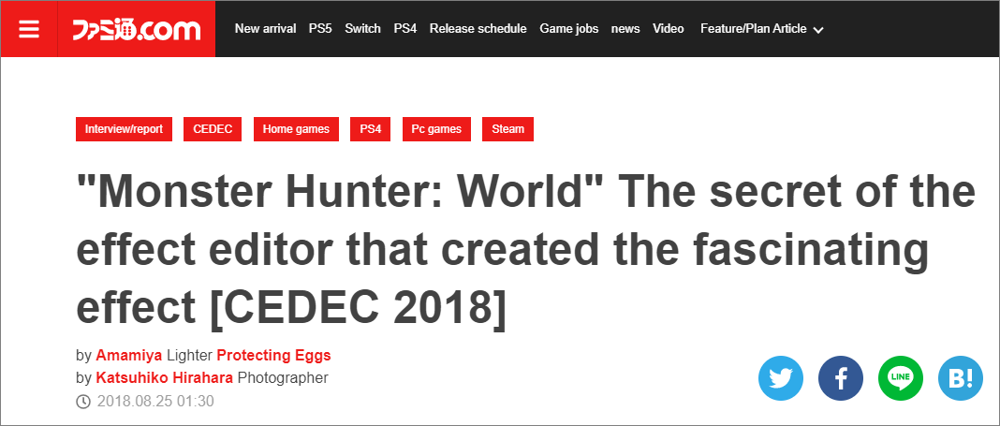 ファミ通.com
New arrival PS5 Switch PS4 Release schedule Game jobs news Video Feature/Plan Article
Interview/report CEDEC Home games PS4 Pc games Steam
"Monster Hunter: World" The secret of the
effect editor that created the fascinating
effect [CEDEC 2018]
by Amamiya Lighter Protecting Eggs
by Katsuhiko Hirahara Photographer
2018.08.25 01:30
LINE
B!